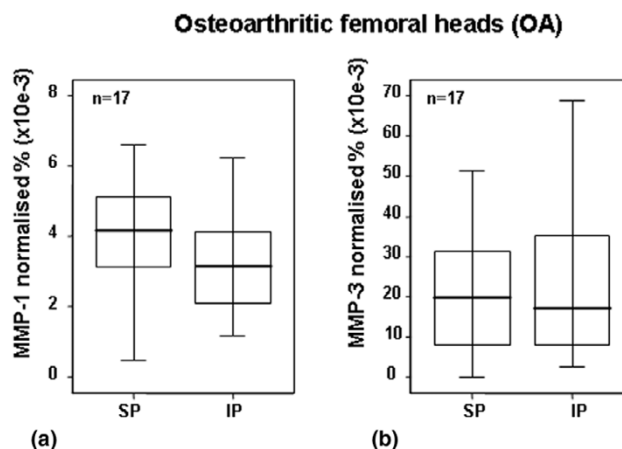 Osteoarthritic femoral heads (OA)
MMP-1 normalised % (x10e-3)
8
6
4
2
0
n=17
SP IP
(a)
MMP-3 normalised % (x10e-3)
70
60
50
40
30
20
10
0
n=17
SP IP
(b)